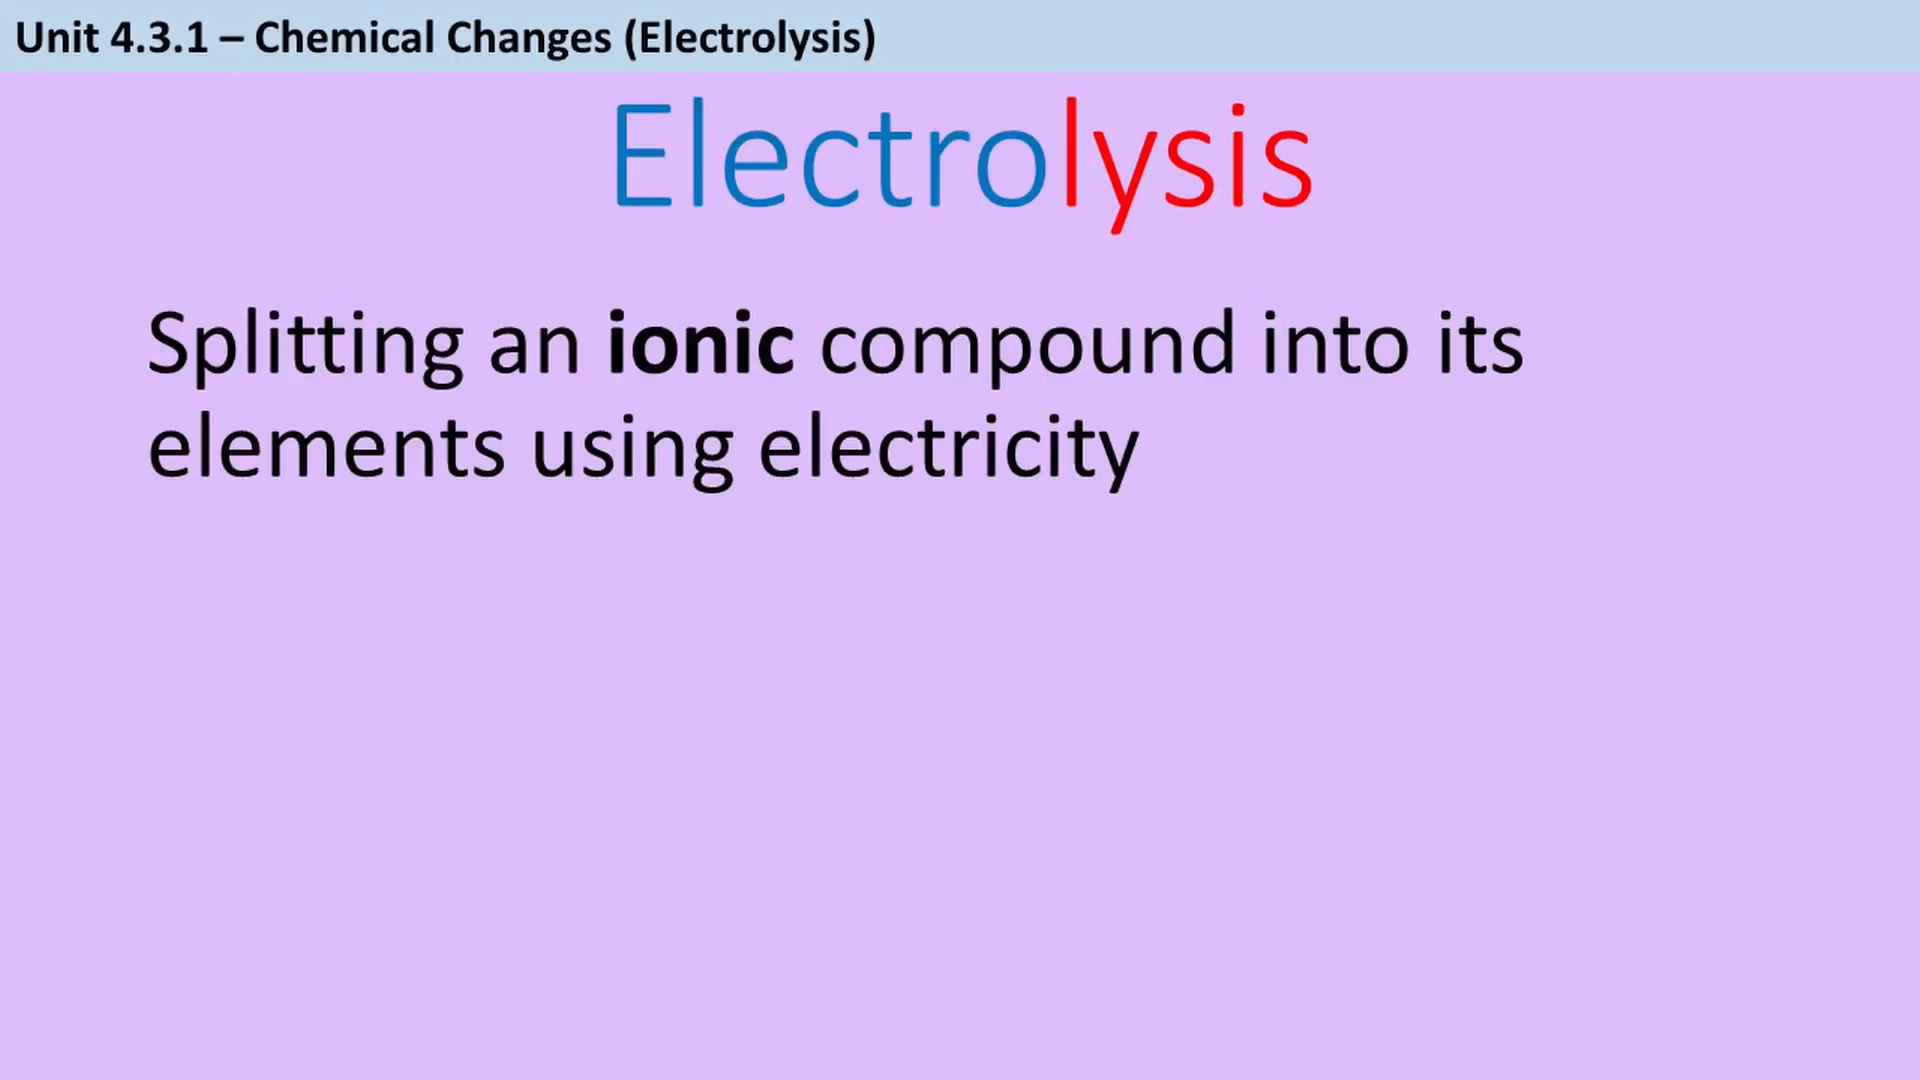 Unit 4.3.1 – Chemical Changes (Electrolysis)
Electrolysis
Splitting an ionic compound into its
elements using electricity